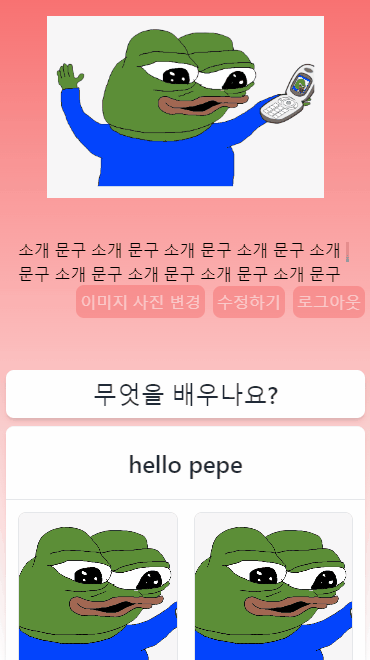 소개 문구 소개 문구 소개 문구 소개 문구 소개
문구 소개 문구 소개 문구 소개 문구 소개 문구
이미지 사진 변경 수정하기 로그아웃
무엇을 배우나요?
hello pepe